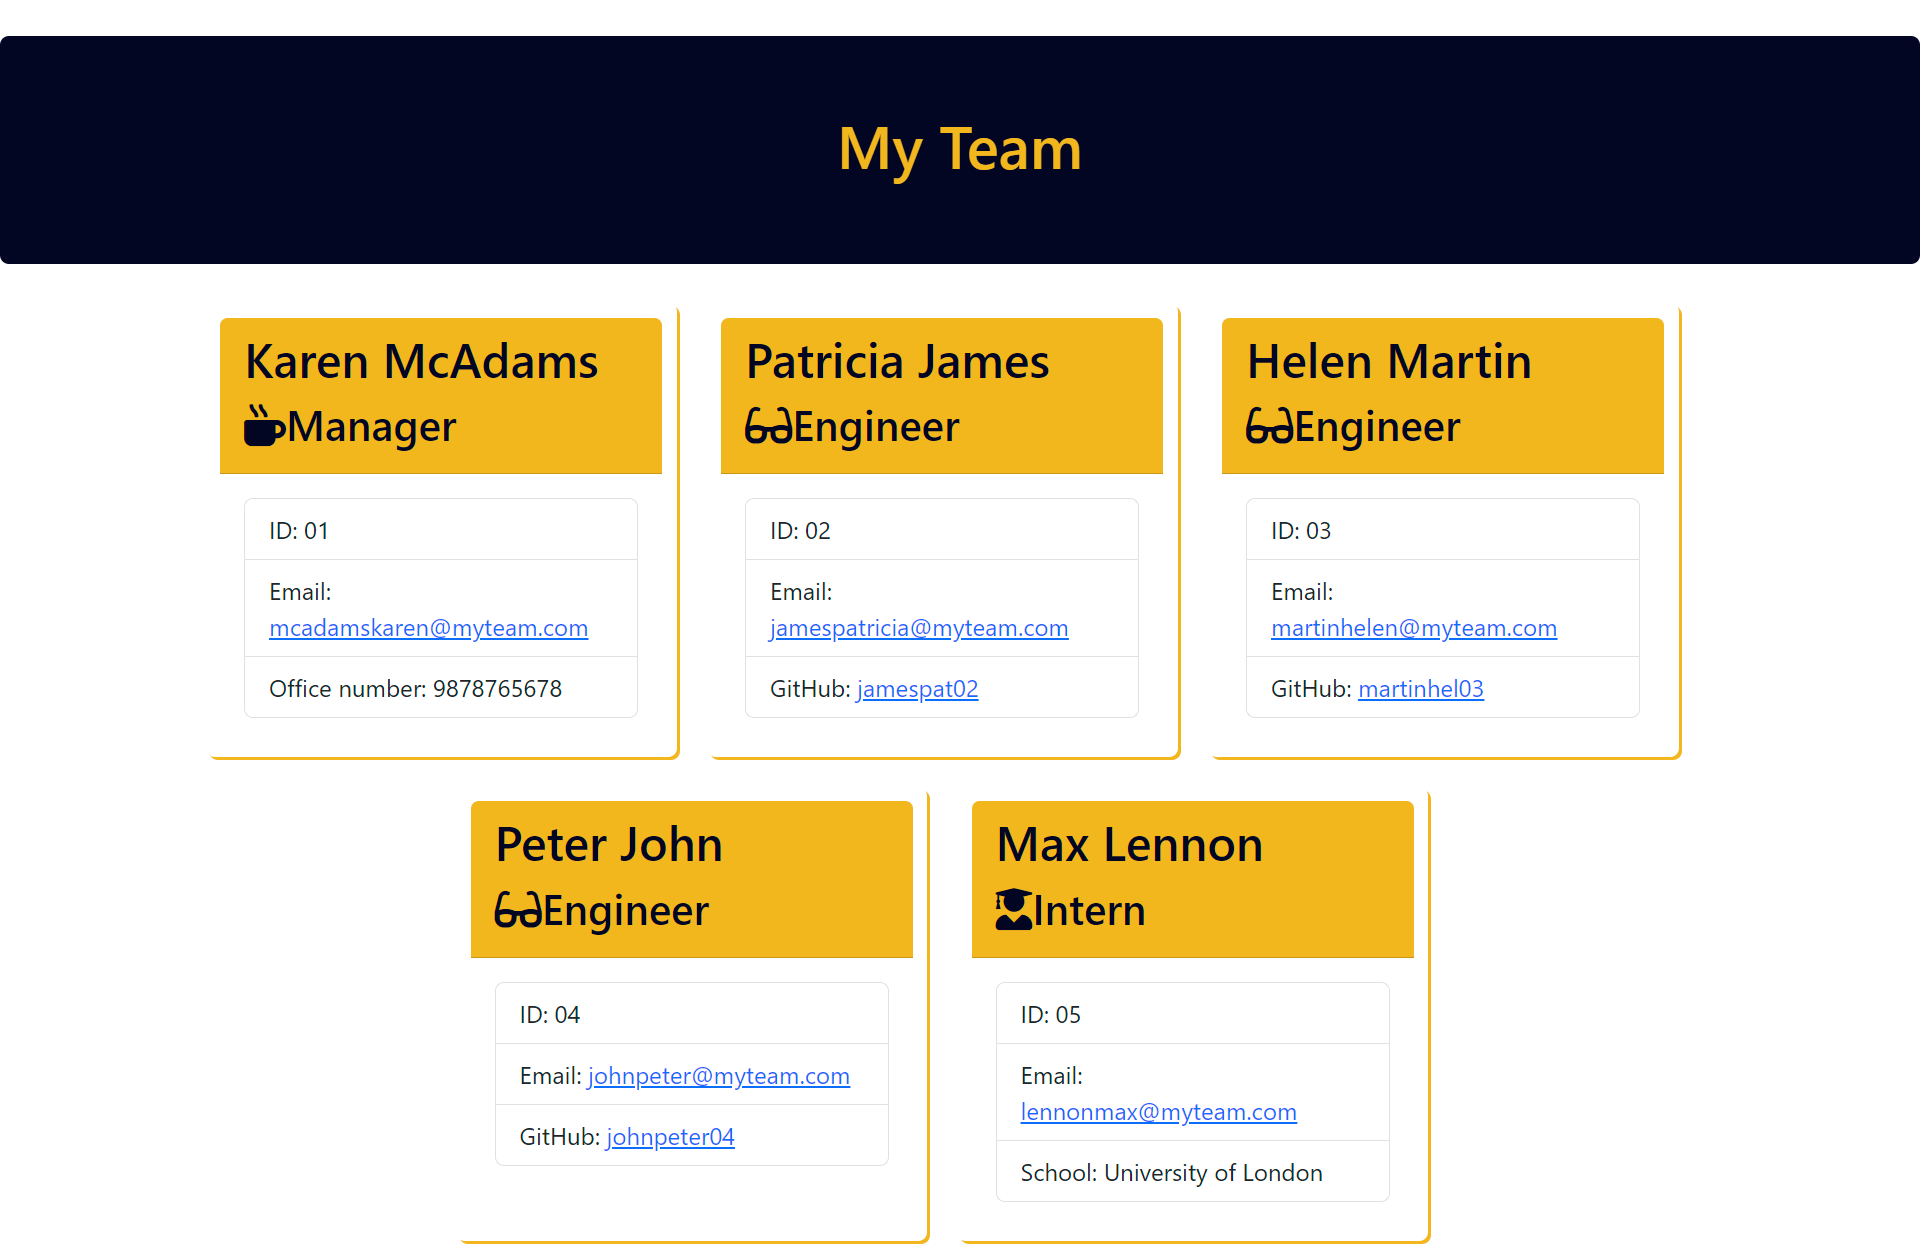 My Team
Karen McAdams
Manager
ID: 01
Email:
mcadamskaren@myteam.com
Office number: 9878765678
Patricia James
Engineer
ID: 02
Email:
jamespatricia@myteam.com
GitHub: jamespat02
Helen Martin
Engineer
ID: 03
Email:
martinhelen@myteam.com
GitHub: martinhel03
Peter John
Engineer
ID: 04
Email: johnpeter@myteam.com
GitHub: johnpeter04
Max Lennon
Intern
ID: 05
Email:
lennonmax@myteam.com
School: University of London